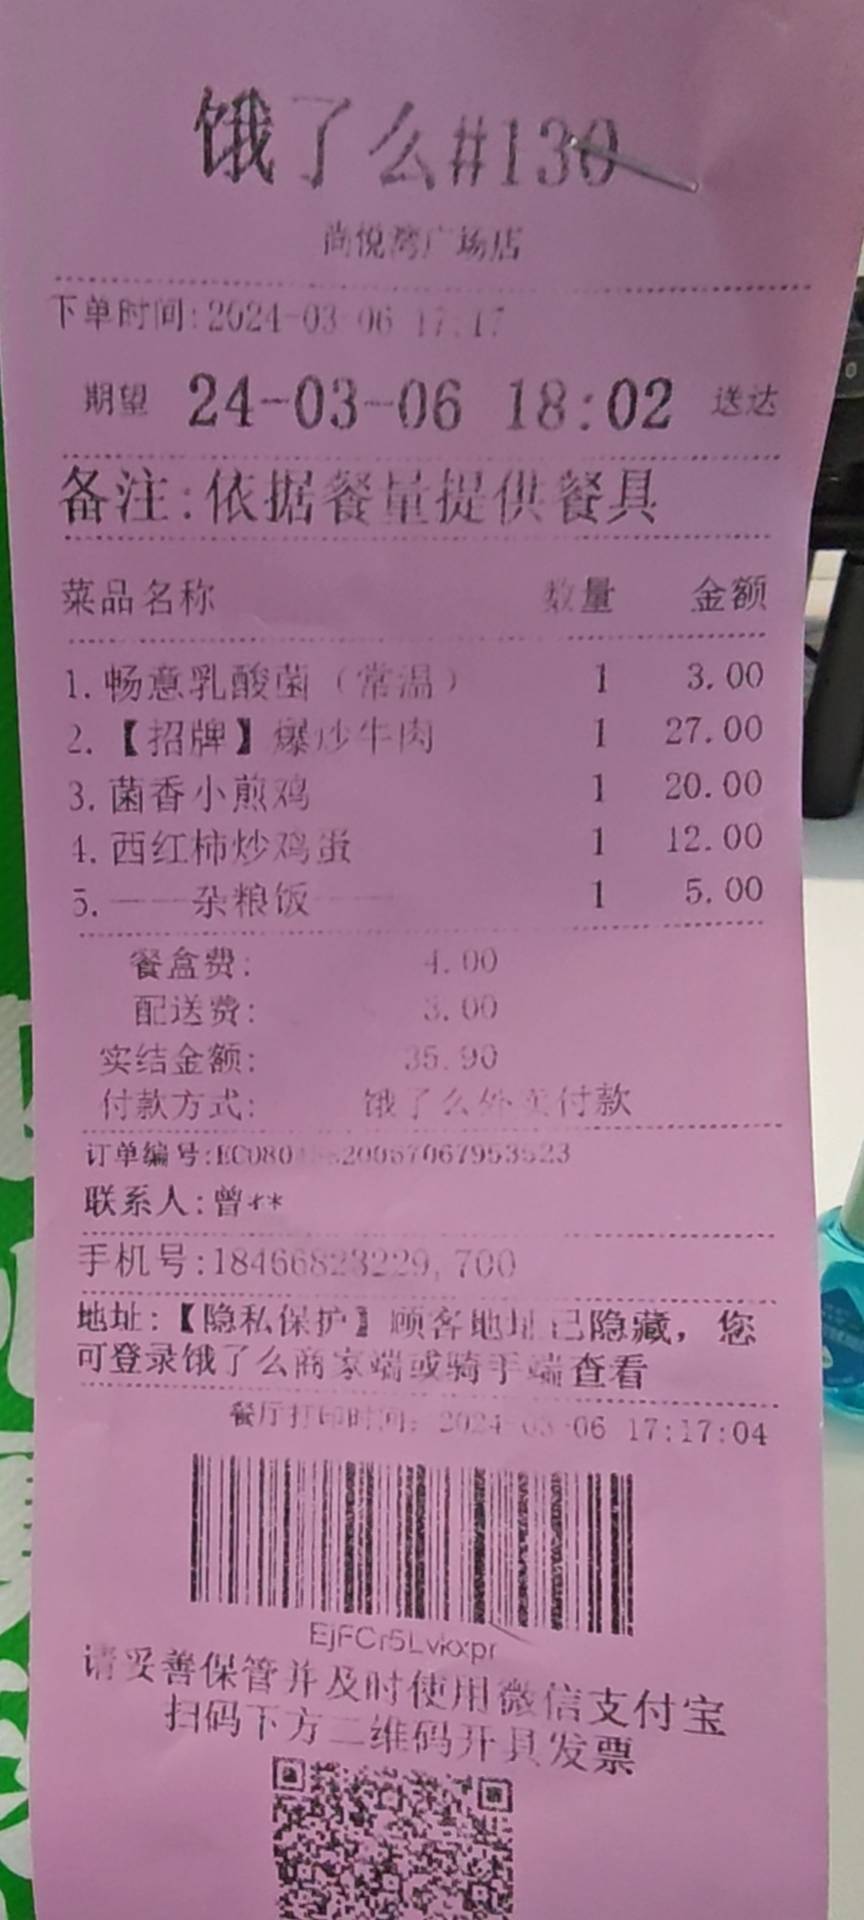 饿了么#130
尚悦湾广场店
下单时间:2024-03-06 17:17
期望 24-03-06 18:02 送达
备注:依据餐量提供餐具
菜品名称 数量 金额
1.畅意乳酸菌（常温） 1 3.00
2.【招牌】爆炒牛肉 1 27.00
3.菌香小煎鸡 1 20.00
4.西红柿炒鸡蛋 1 12.00
5.——杂粮饭—— 1 5.00
餐盒费: 4.00
配送费: 3.00
实结金额: 35.90
付款方式: 饿了么外卖付款
订单编号:
联系人:曾**
手机号:18466823229,700
地址:【隐私保护】顾客地址已隐藏，您
可登录饿了么商家端或骑手端查看
餐厅打印时间: 2024-03-06 17:17:04
EjFCr5Lvkxpr
请妥善保管并及时使用微信支付宝
扫码下方二维码开具发票